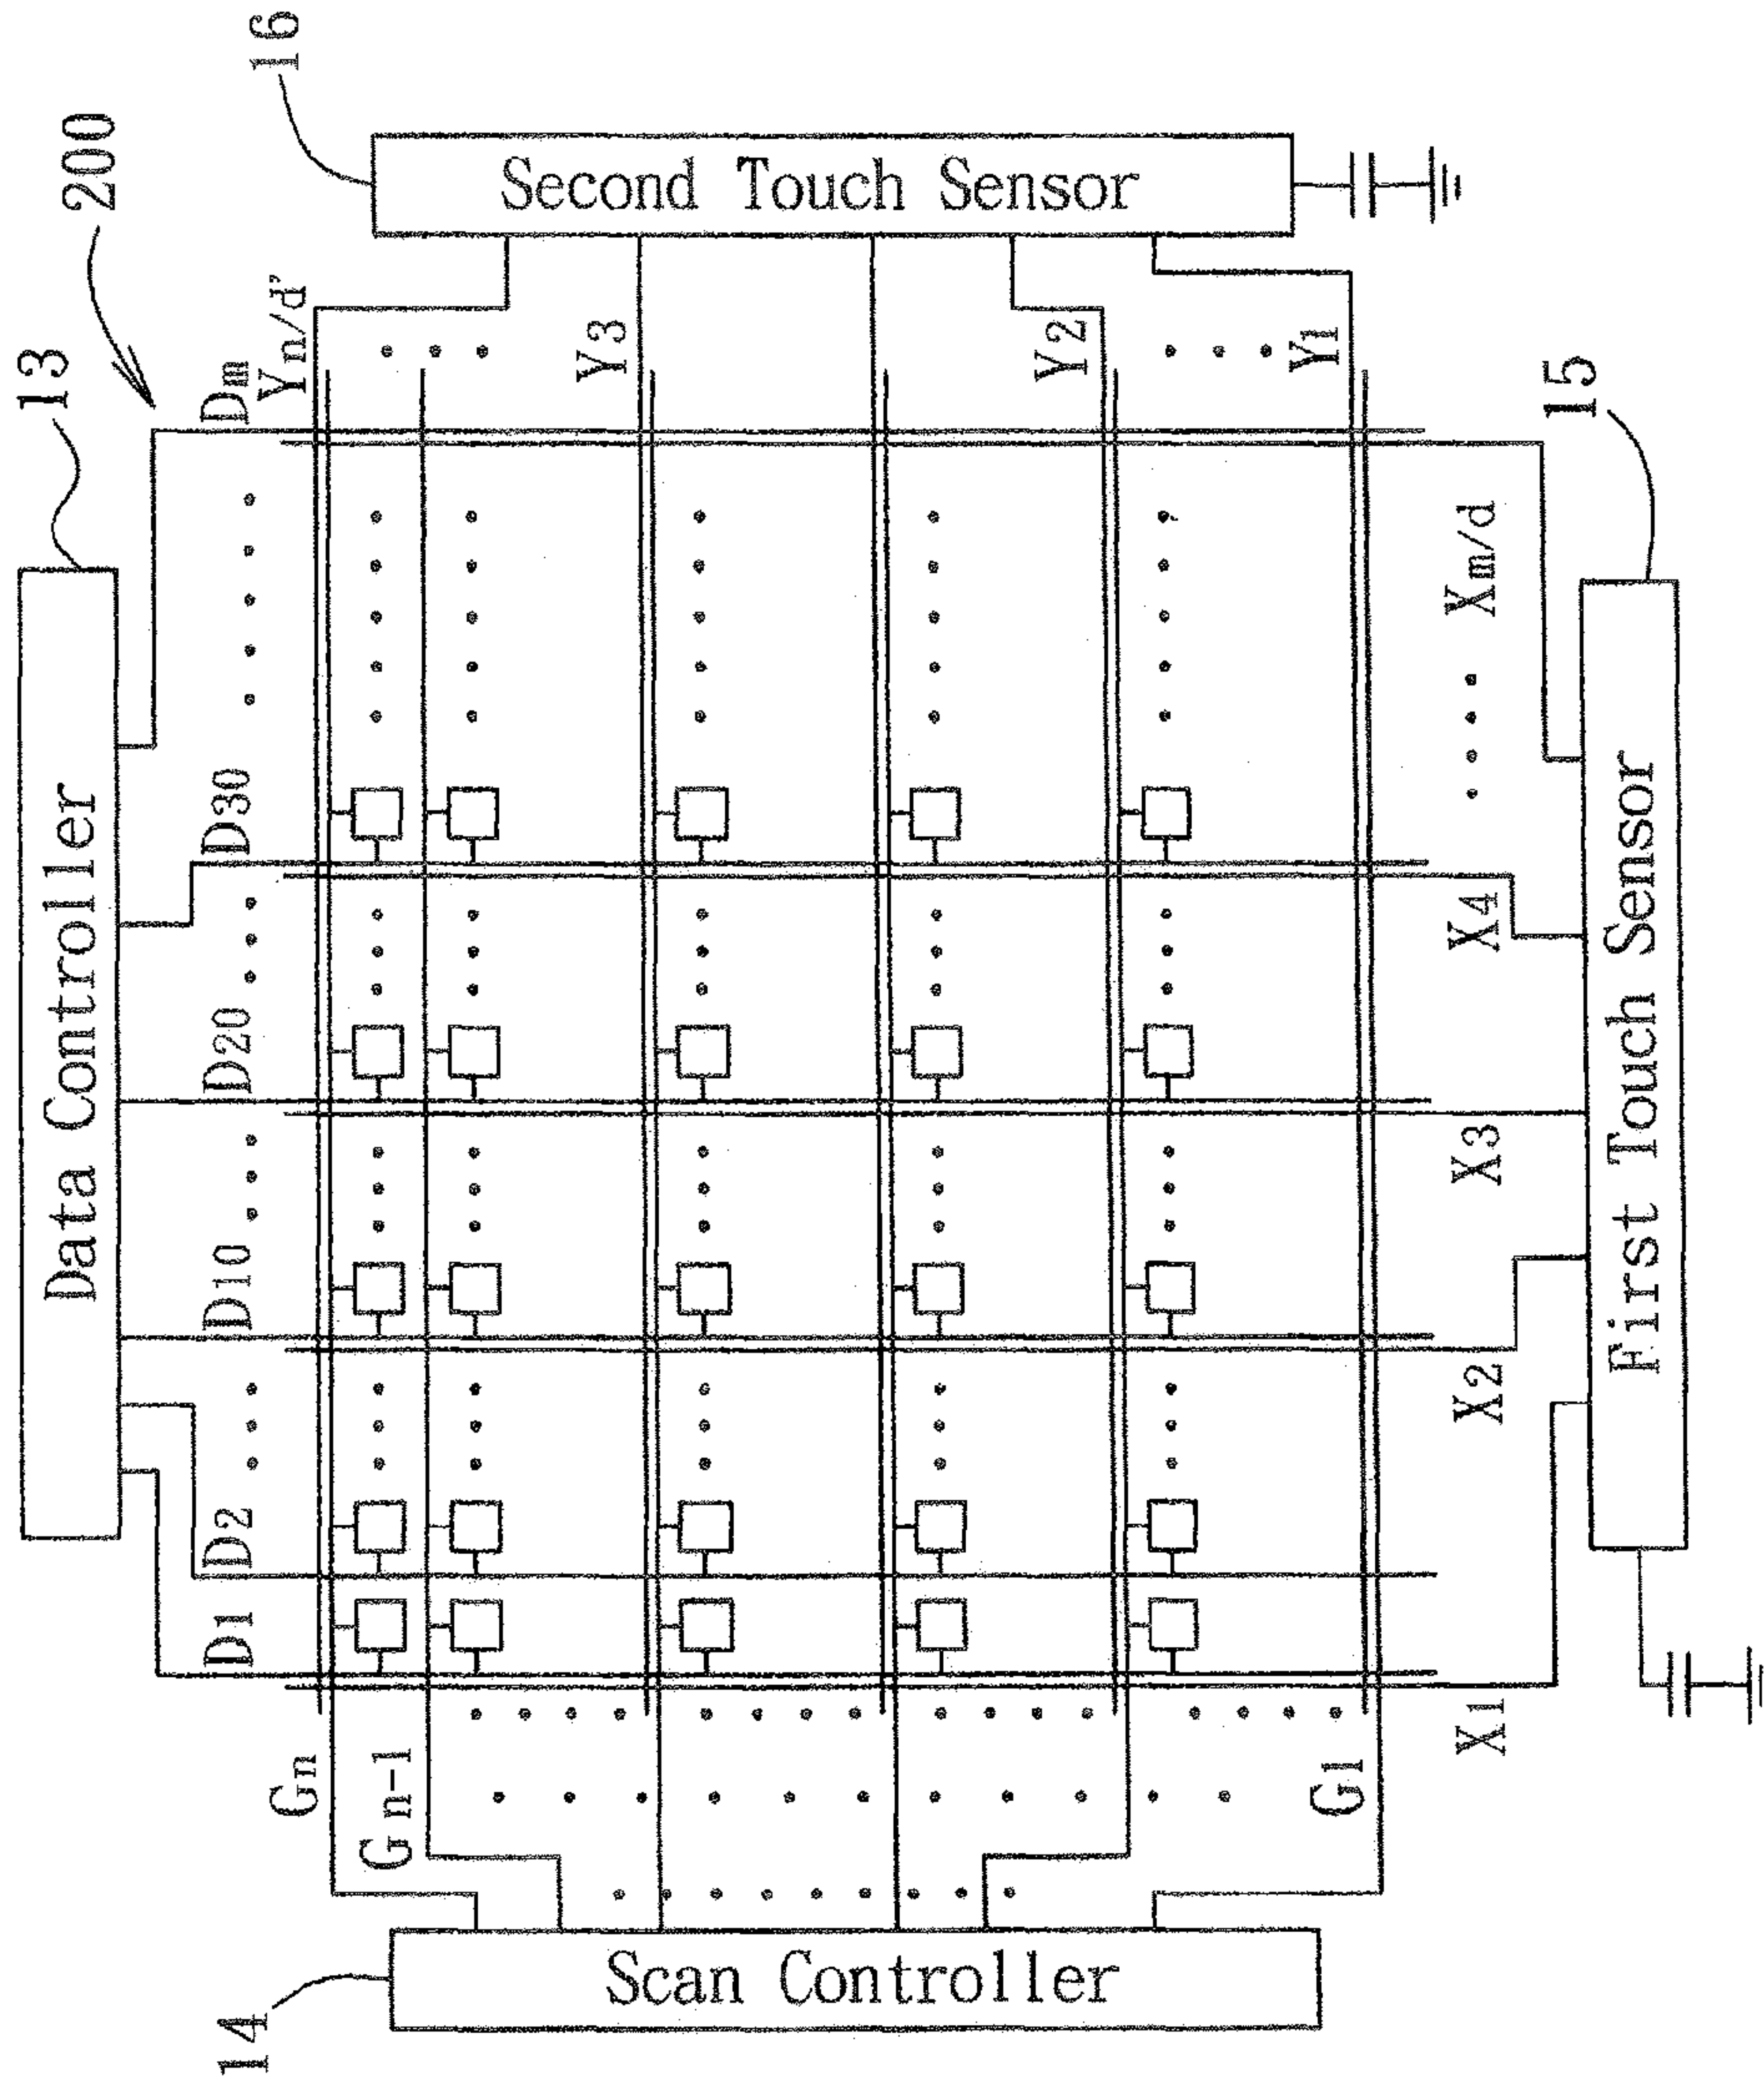 200
13
Data Controller
16
D1
D2
D10
D20
D30
Dm
Yn/d'
Gn
Gn-1
Second Touch Sensor
Y3
Scan Controller
14
Y2
Y1
G1
X1
X2
X3
X4
Xm/d
15
First Touch Sensor